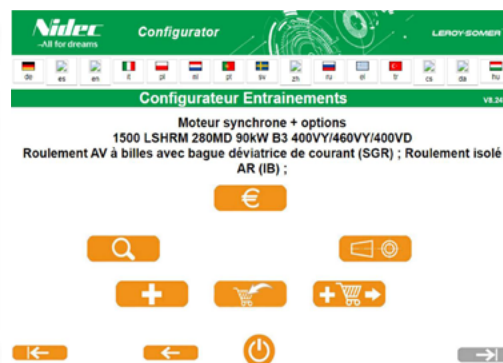 Nidec
-All for dreams
Configurator
LEROY-SOMER
de es en it pl nl pt sv zh ru el tr cs da hu
Configurateur Entrainements
V8.24
Moteur synchrone + options
1500 LSHRM 280MD 90kW B3 400VY/460VY/400VD
Roulement AV à billes avec bague déviatrice de courant (SGR) ; Roulement isolé
AR (IB) ;
€